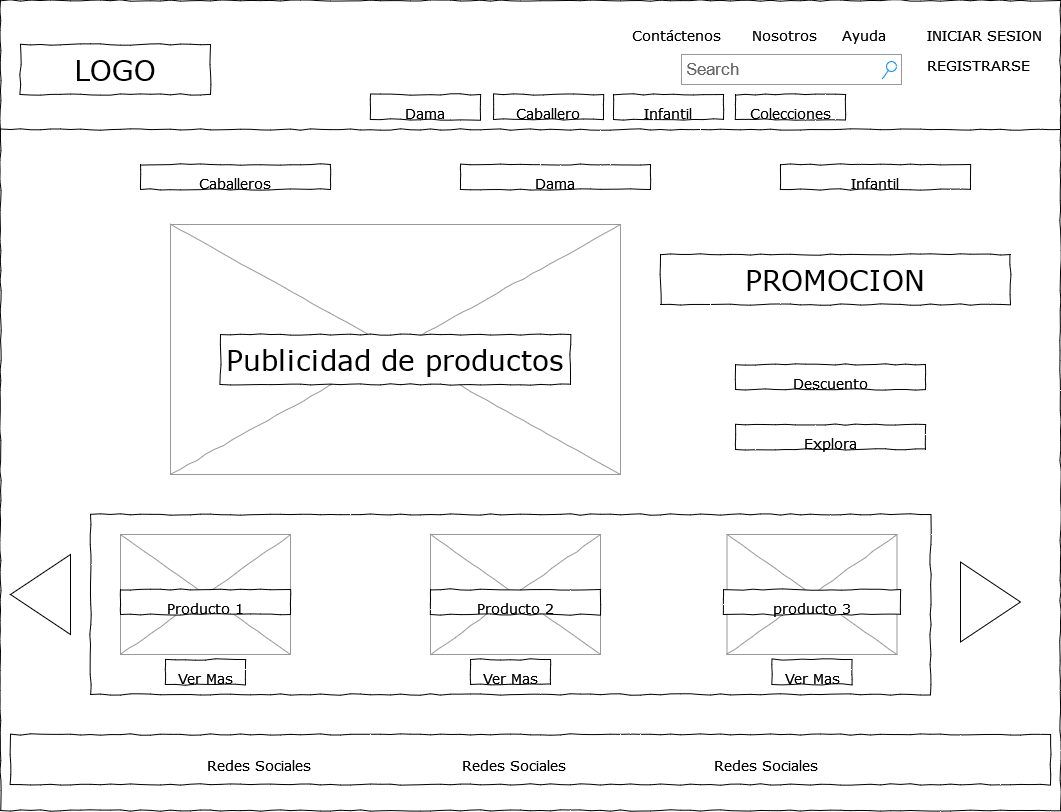 Contáctenos
Nosotros
Ayuda
INICIAR SESION
LOGO
Search
REGISTRARSE
Dama
Caballero
Infantil
Colecciones
Caballeros
Dama
Infantil
PROMOCION
Publicidad de productos
Descuento
Explora
Producto 1
Producto 2
producto 3
Ver Mas
Ver Mas
Ver Mas
Redes Sociales
Redes Sociales
Redes Sociales